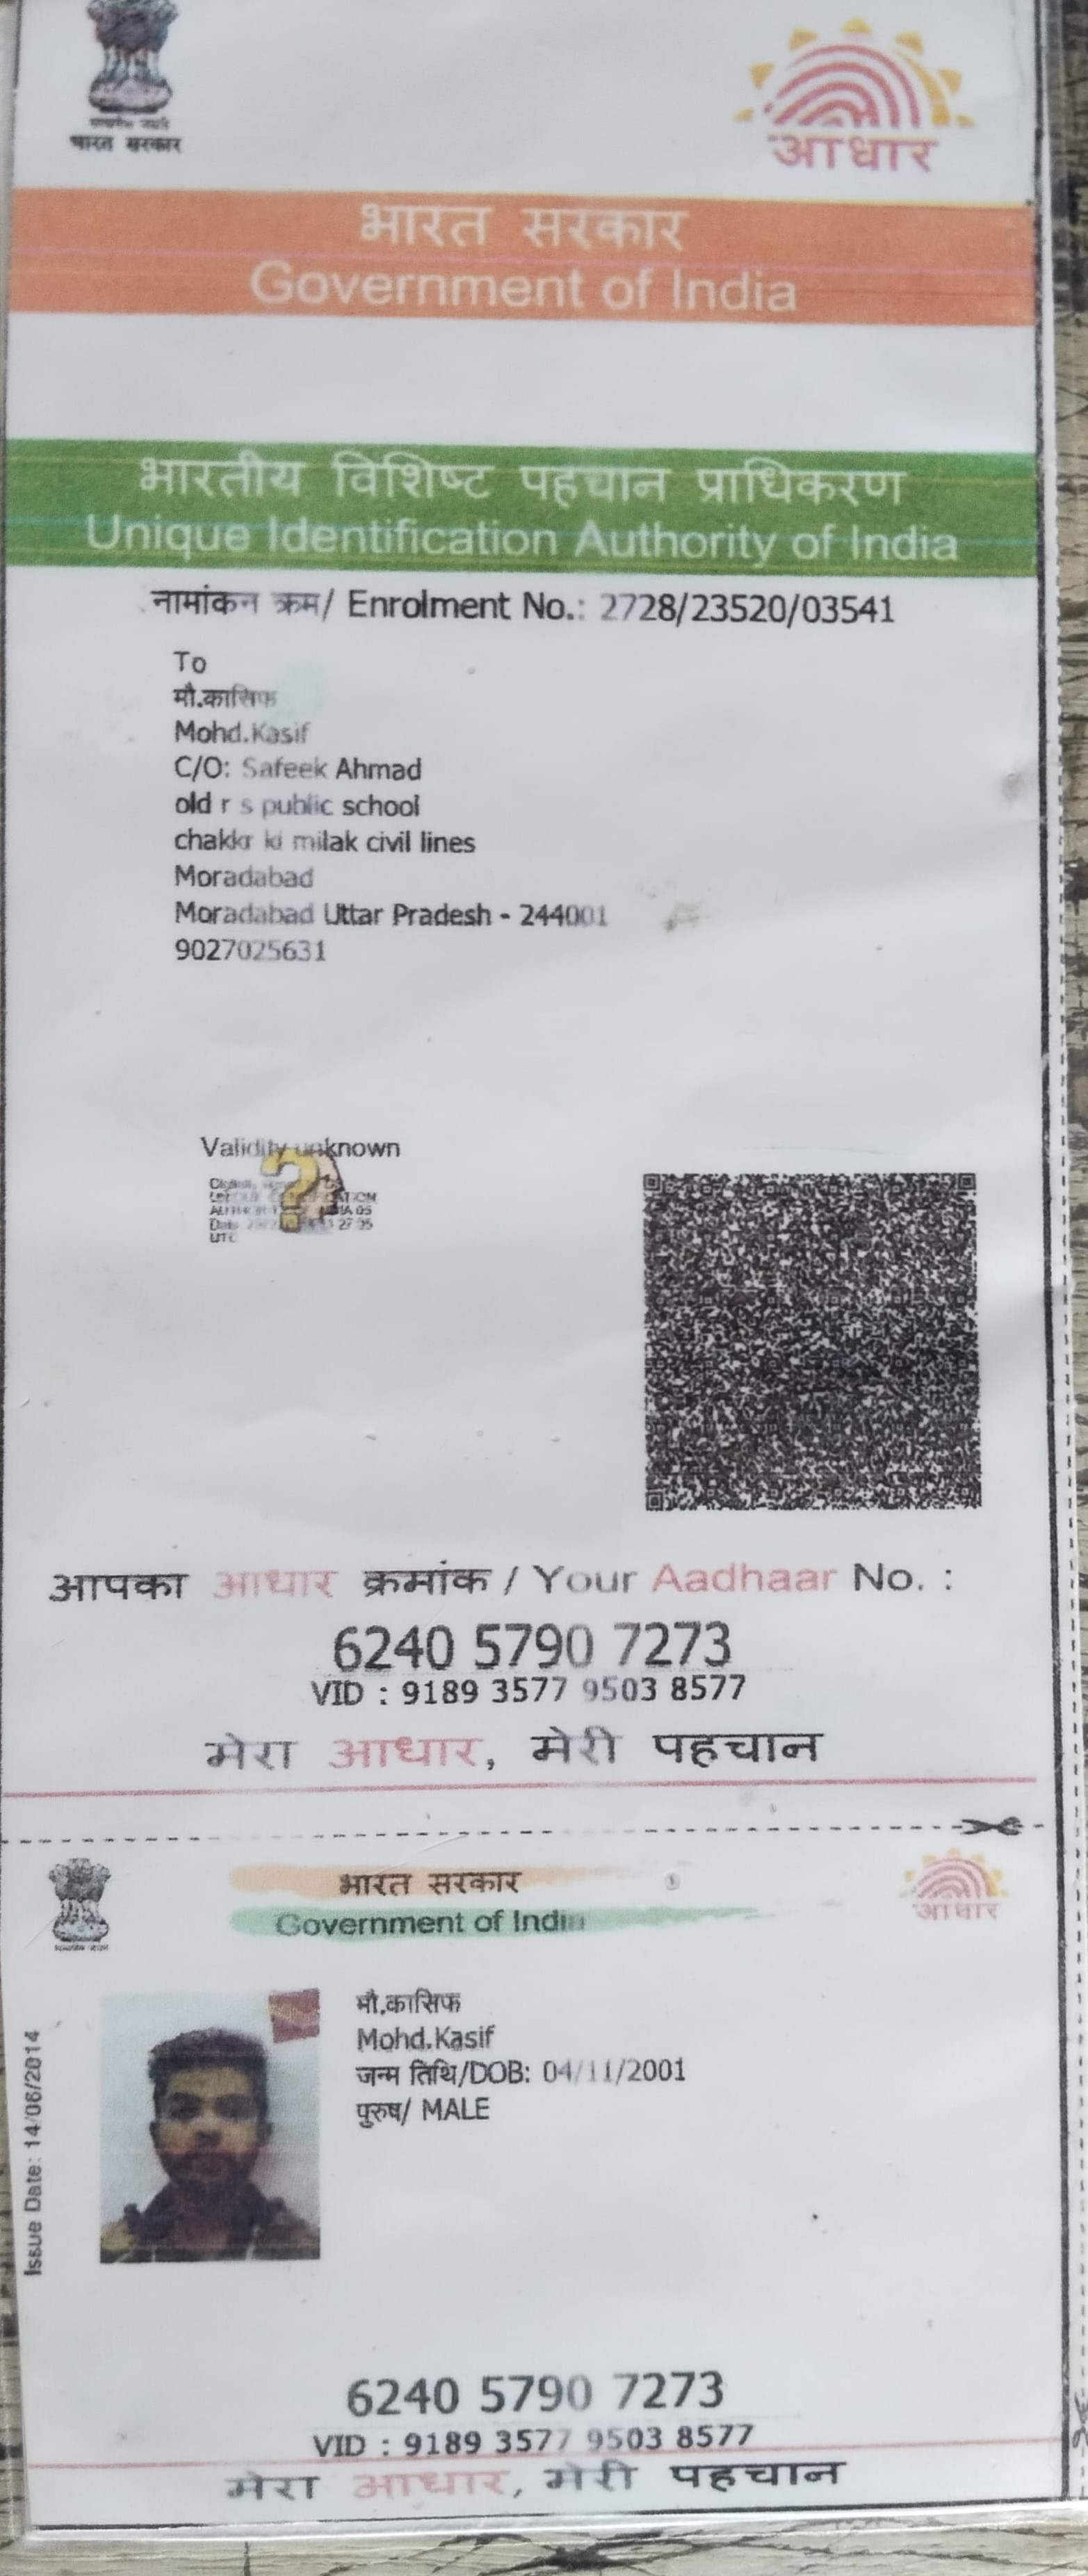 भारत सरकार
आधार
भारत सरकार
Government of India
भारतीय विशिष्ट पहचान प्राधिकरण
Unique Identification Authority of India
नामांकन क्रम/ Enrolment No.: 2728/23520/03541
To
मौ.कासिफ
Mohd.Kasif
C/O: Safeek Ahmad
old r s public school
chakkr ki milak civil lines
Moradabad
Moradabad Uttar Pradesh - 244001
9027025631
Validity unknown
आपका आधार क्रमांक / Your Aadhaar No. :
6240 5790 7273
VID : 9189 3577 9503 8577
मेरा आधार, मेरी पहचान
भारत सरकार
Government of India
आधार
मौ.कासिफ
Mohd.Kasif
जन्म तिथि/DOB: 04/11/2001
पुरुष/ MALE
Issue Date: 14/06/2014
6240 5790 7273
VID : 9189 3577 9503 8577
मेरा आधार, मेरी पहचान